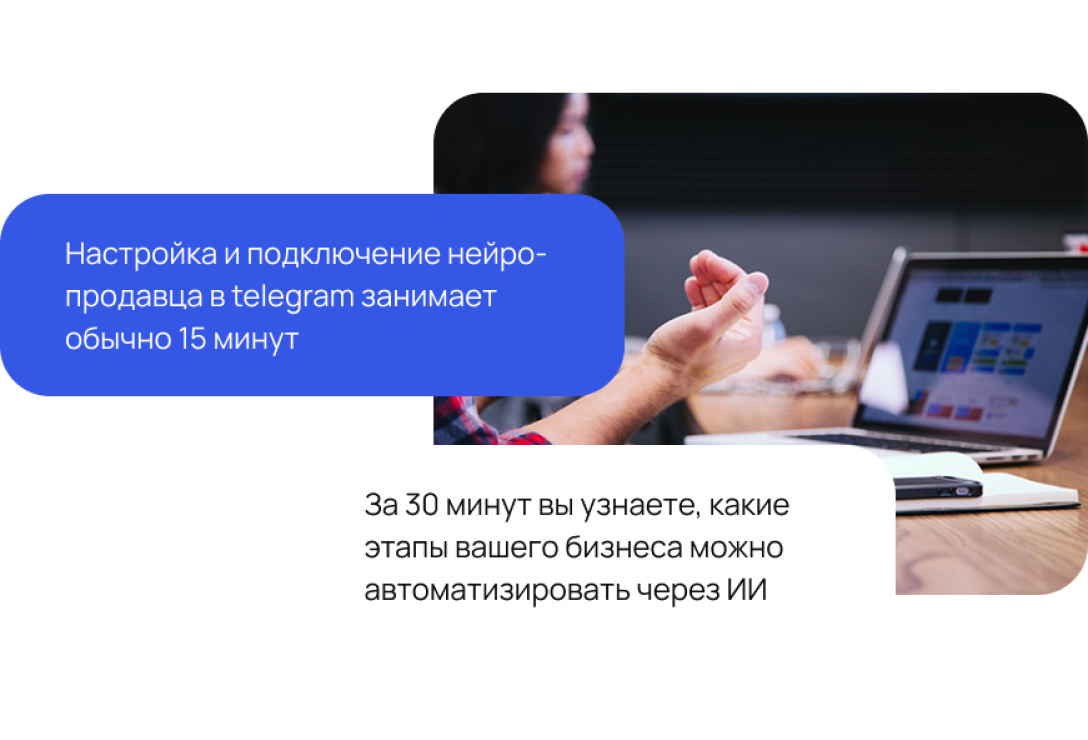 Настройка и подключение нейро-
продавца в telegram занимает
обычно 15 минут
За 30 минут вы узнаете, какие
этапы вашего бизнеса можно
автоматизировать через ИИ